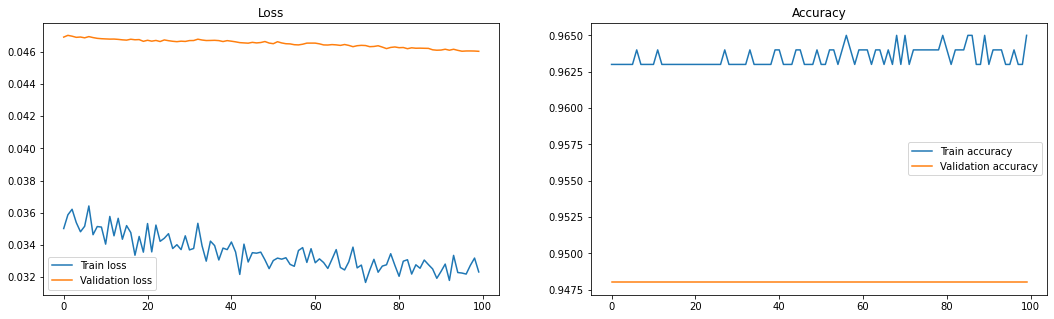 Loss
0.046
0.044
0.042
0.040
0.038
0.036
0.034
0.032
Train loss
Validation loss
0 20 40 60 80 100
Accuracy
0.9650
0.9625
0.9600
0.9575
0.9550
0.9525
0.9500
0.9475
Train accuracy
Validation accuracy
0 20 40 60 80 100